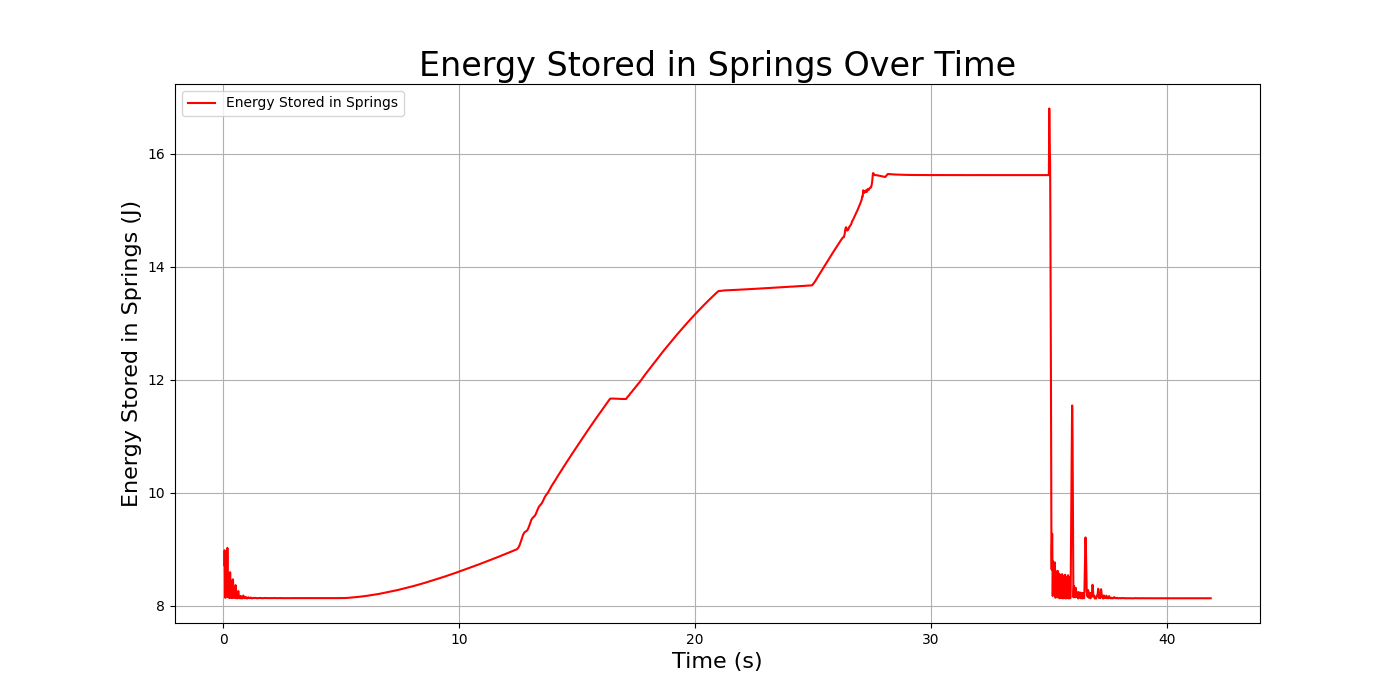 Energy Stored in Springs Over Time
Energy Stored in Springs
Energy Stored in Springs (J)
16
14
12
10
8
0 10 20 30 40
Time (s)